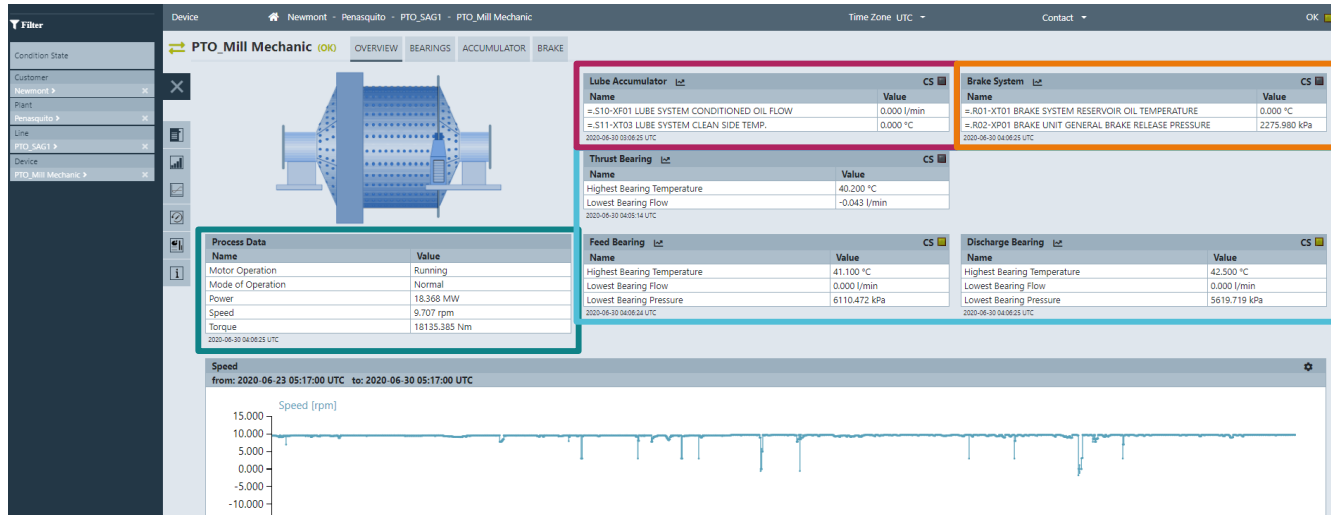 Filter
Condition State
Customer
Newmont >
Plant
Penasquito >
Line
PTO_SAG1 >
Device
PTO_Mill Mechanic >
Device Newmont - Penasquito - PTO_SAG1 - PTO_Mill Mechanic Time Zone UTC Contact OK
PTO_Mill Mechanic (OK) OVERVIEW BEARINGS ACCUMULATOR BRAKE
Lube Accumulator CS
Name Value
=.S10-XF01 LUBE SYSTEM CONDITIONED OIL FLOW 0.000 l/min
=.S11-XT03 LUBE SYSTEM CLEAN SIDE TEMP. 0.000 °C
2020-06-30 03:06:25 UTC
Brake System CS
Name Value
=.R01-XT01 BRAKE SYSTEM RESERVOIR OIL TEMPERATURE 0.000 °C
=.R02-XP01 BRAKE UNIT GENERAL BRAKE RELEASE PRESSURE 2275.980 kPa
2020-06-30 04:06:25 UTC
Thrust Bearing CS
Name Value
Highest Bearing Temperature 40.200 °C
Lowest Bearing Flow -0.043 l/min
2020-06-30 04:05:14 UTC
Process Data
Name Value
Motor Operation Running
Mode of Operation Normal
Power 18.368 MW
Speed 9.707 rpm
Torque 18135.385 Nm
2020-06-30 04:06:25 UTC
Feed Bearing CS
Name Value
Highest Bearing Temperature 41.100 °C
Lowest Bearing Flow 0.000 l/min
Lowest Bearing Pressure 6110.472 kPa
2020-06-30 04:06:24 UTC
Discharge Bearing CS
Name Value
Highest Bearing Temperature 42.500 °C
Lowest Bearing Flow 0.000 l/min
Lowest Bearing Pressure 5619.719 kPa
2020-06-30 04:06:25 UTC
Speed
from: 2020-06-23 05:17:00 UTC to: 2020-06-30 05:17:00 UTC
Speed [rpm]
15.000
10.000
5.000
0.000
-5.000
-10.000